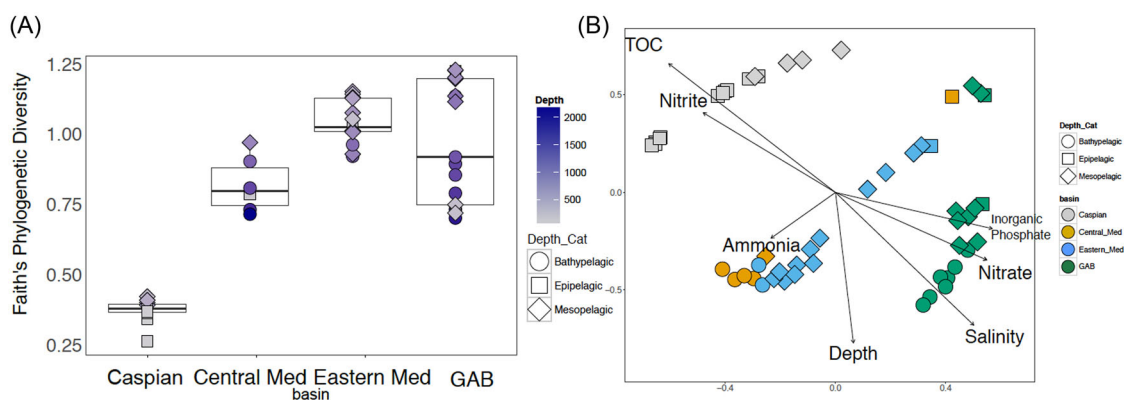 (A)
Faith's Phylogenetic Diversity
1.25
1.00
0.75
0.50
0.25
Caspian
Central Med
Eastern Med
GAB
basin
Depth
2000
1500
1000
500
Depth_Cat
Bathypelagic
Epipelagic
Mesopelagic
(B)
TOC
Nitrite
Ammonia
Depth
Salinity
Nitrate
Inorganic
Phosphate
0.5
0.0
−0.5
−0.4
0.0
0.4
Depth_Cat
Bathypelagic
Epipelagic
Mesopelagic
basin
Caspian
Central_Med
Eastern_Med
GAB